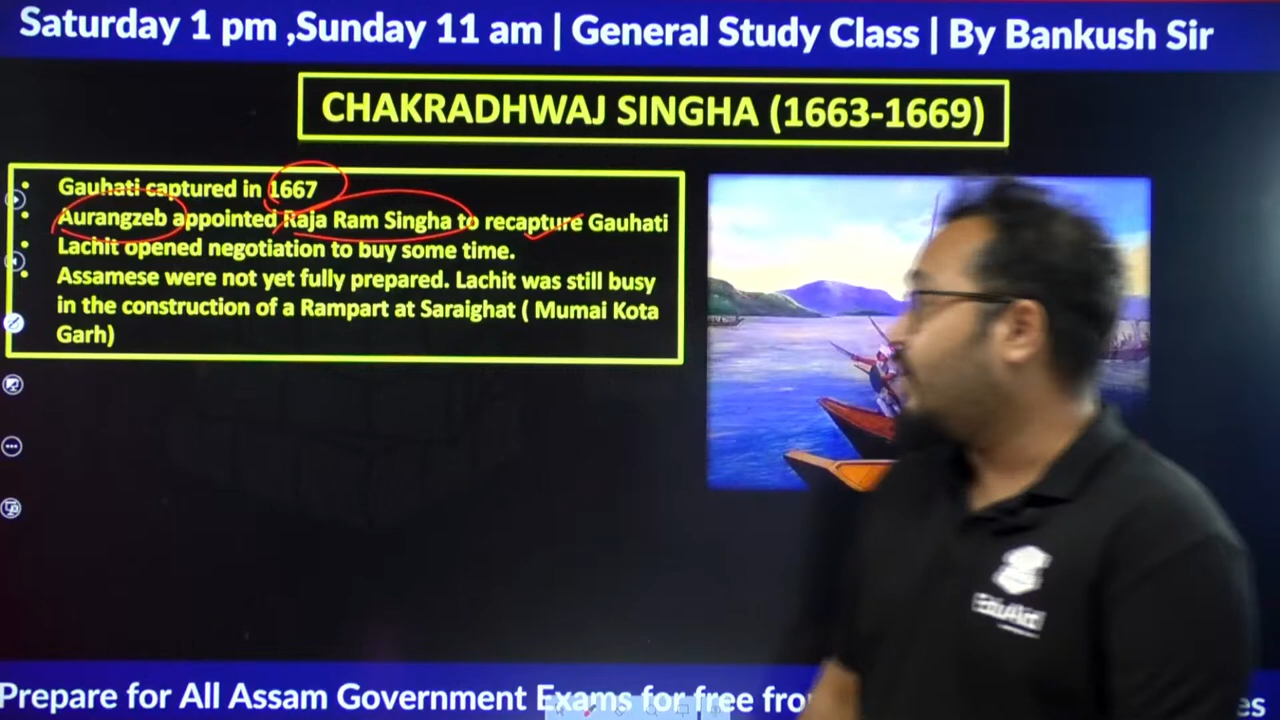 Saturday 1 pm ,Sunday 11 am | General Study Class | By Bankush Sir
CHAKRADHWAJ SINGHA (1663-1669)
• Gauhati captured in 1667
• Aurangzeb appointed Raja Ram Singha to recapture Gauhati
• Lachit opened negotiation to buy some time.
• Assamese were not yet fully prepared. Lachit was still busy
in the construction of a Rampart at Saraighat ( Mumai Kota
Garh)
Prepare for All Assam Government Exams for free